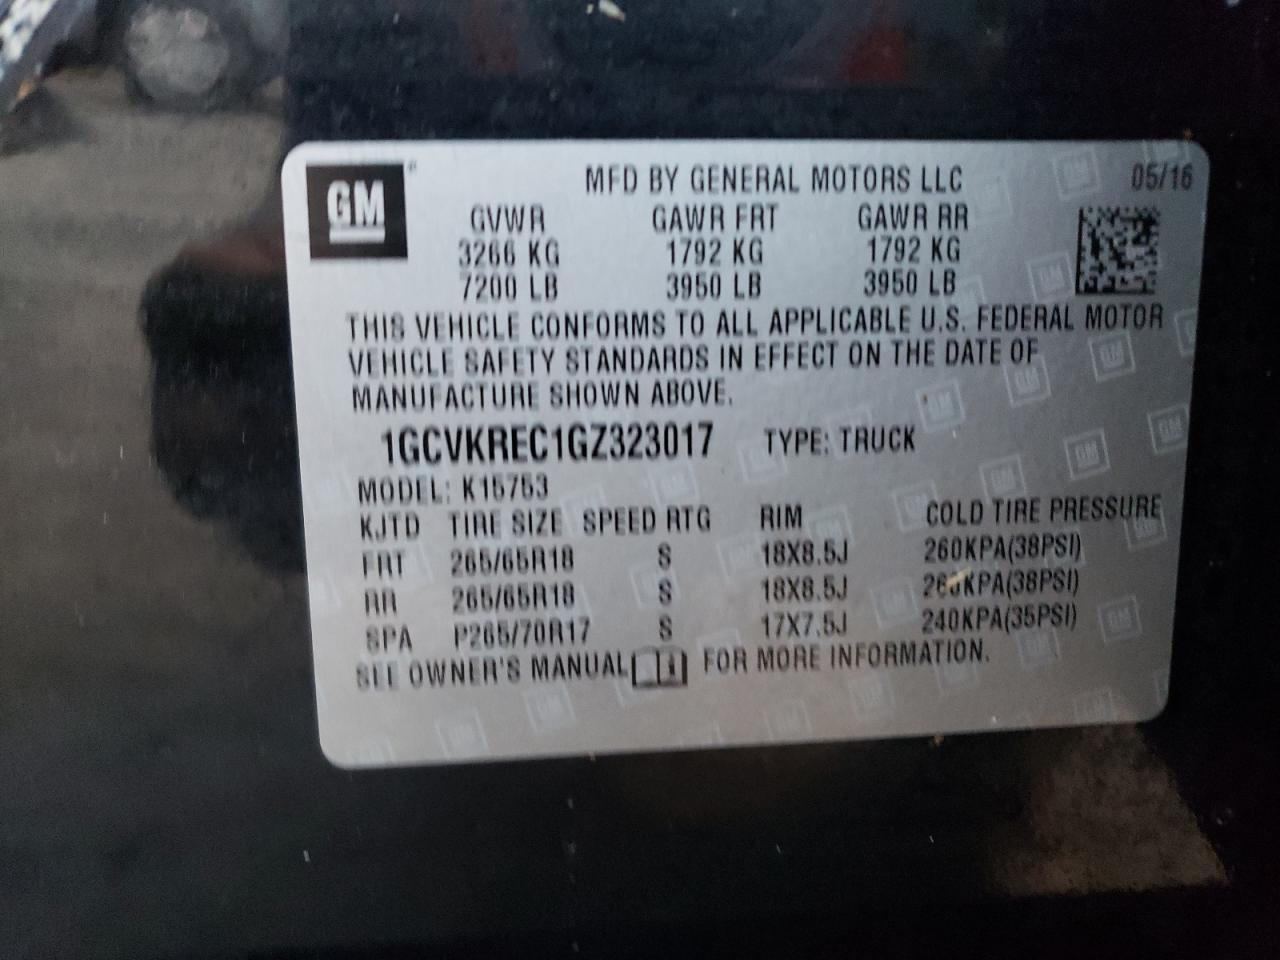 GM MFD BY GENERAL MOTORS LLC 05/16
GVWR GAWR FRT GAWR RR
3266 KG 1792 KG 1792 KG
7200 LB 3950 LB 3950 LB
THIS VEHICLE CONFORMS TO ALL APPLICABLE U.S. FEDERAL MOTOR
VEHICLE SAFETY STANDARDS IN EFFECT ON THE DATE OF
MANUFACTURE SHOWN ABOVE.
1GCVKREC1GZ323017 TYPE: TRUCK
MODEL: K15753
KJTD TIRE SIZE SPEED RTG RIM COLD TIRE PRESSURE
FRT 265/65R18 S 18X8.5J 260KPA(38PSI)
RR 265/65R18 S 18X8.5J 260KPA(38PSI)
SPA P265/70R17 S 17X7.5J 240KPA(35PSI)
SEE OWNER'S MANUAL FOR MORE INFORMATION.